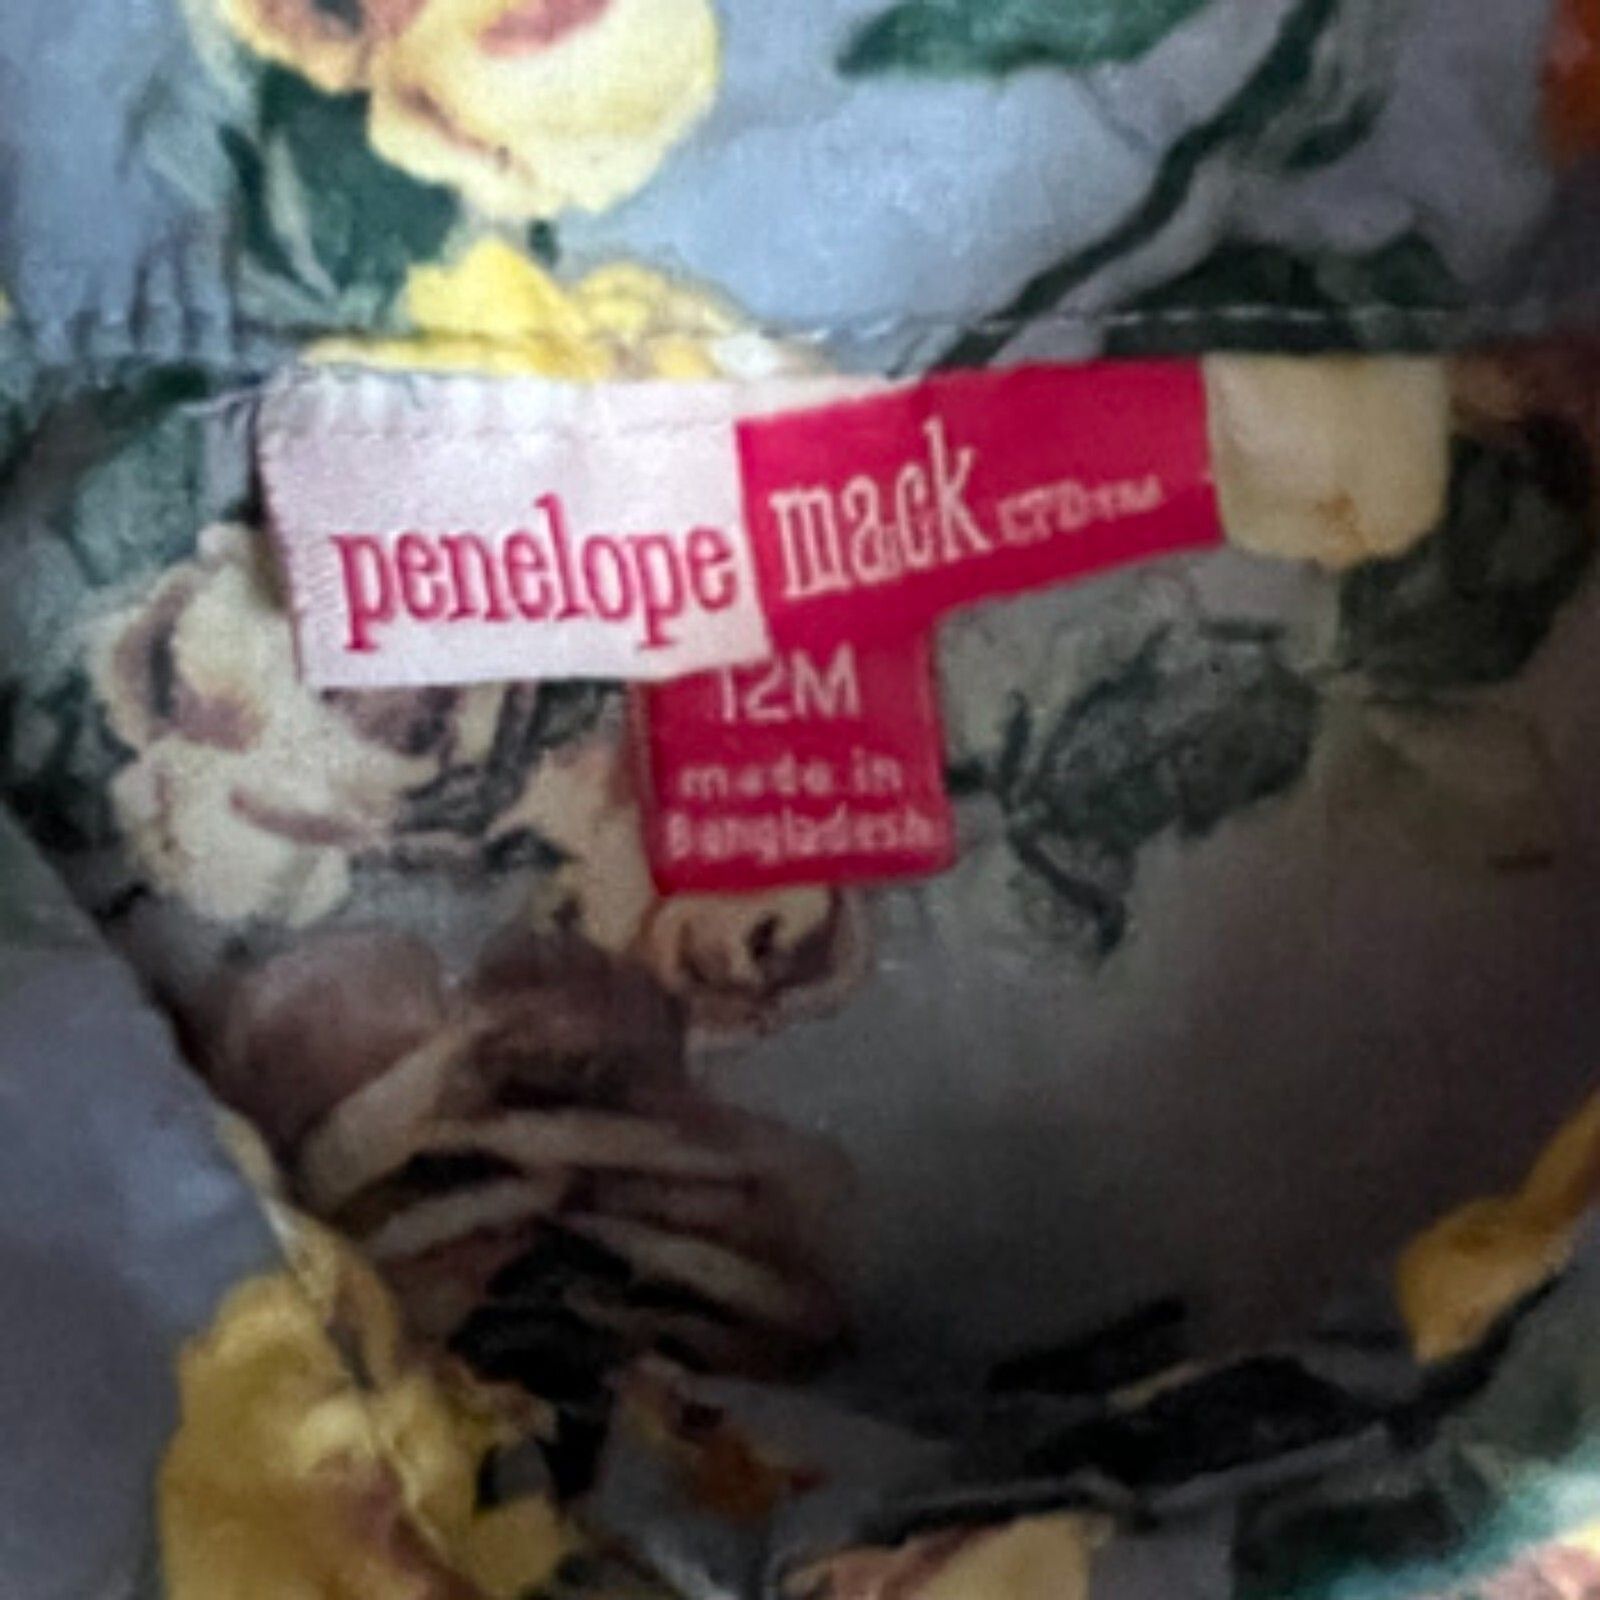 penelope mack
12M
made in
Bangladesh